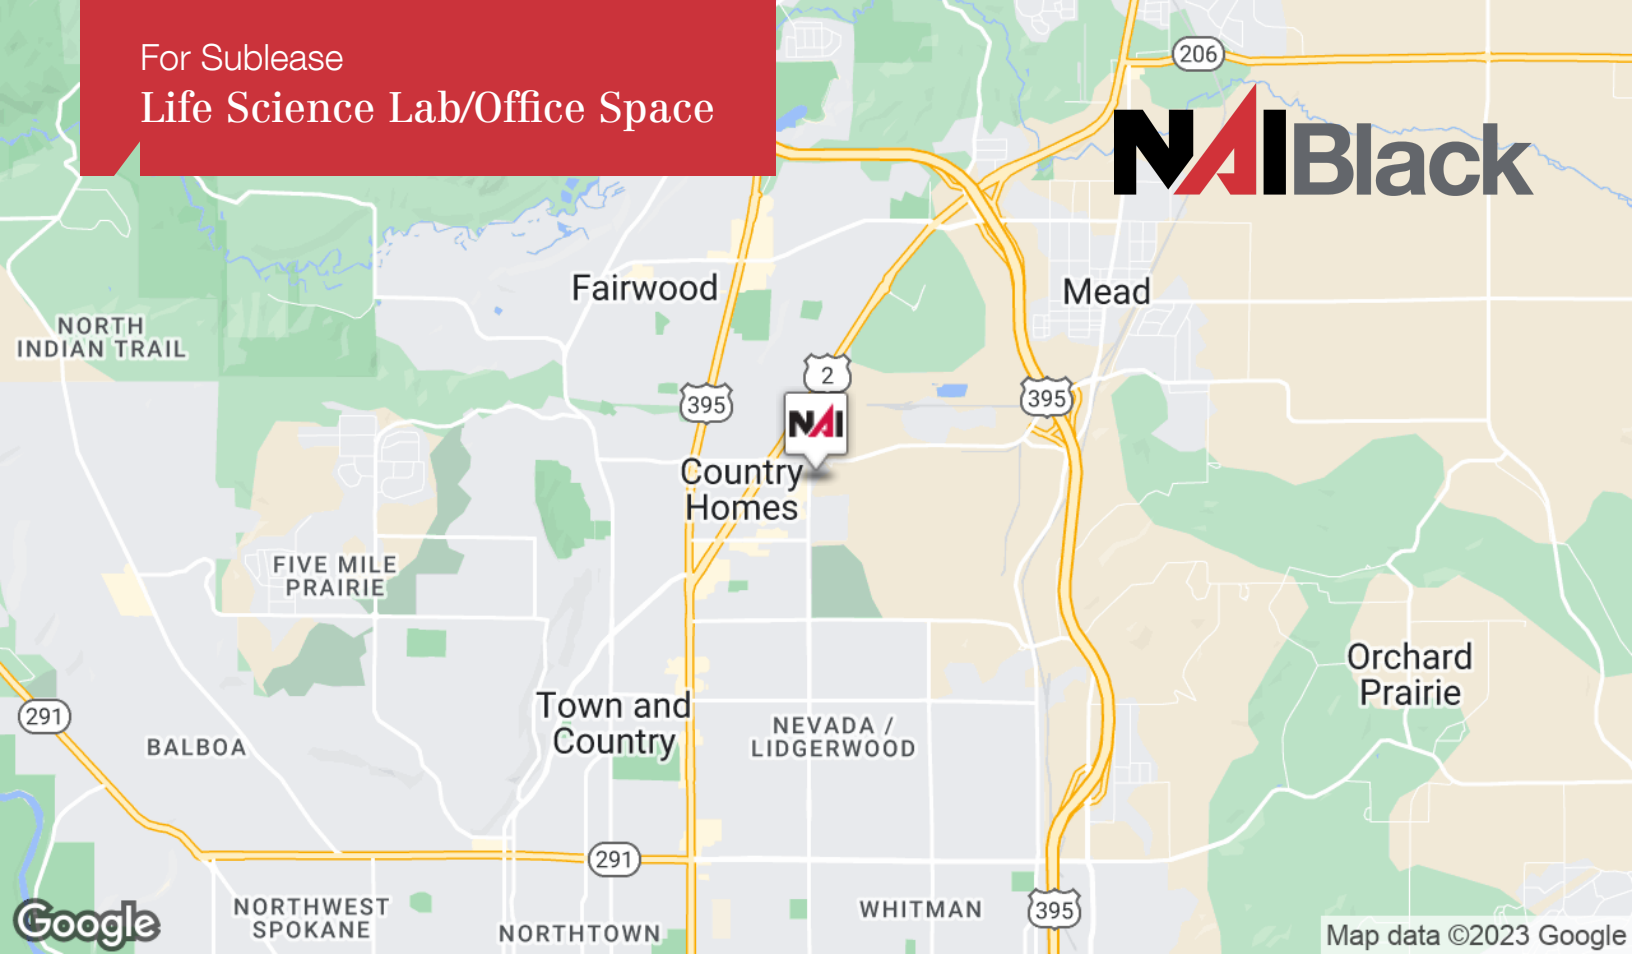 For Sublease
Life Science Lab/Office Space
206
NAIBlack
Fairwood
Mead
NORTH
INDIAN TRAIL
2
395
395
NAI
Country
Homes
FIVE MILE
PRAIRIE
Orchard
Prairie
291
Town and
Country
NEVADA /
LIDGERWOOD
BALBOA
291
NORTHWEST
SPOKANE
NORTHTOWN
WHITMAN
395
Google
Map data ©2023 Google